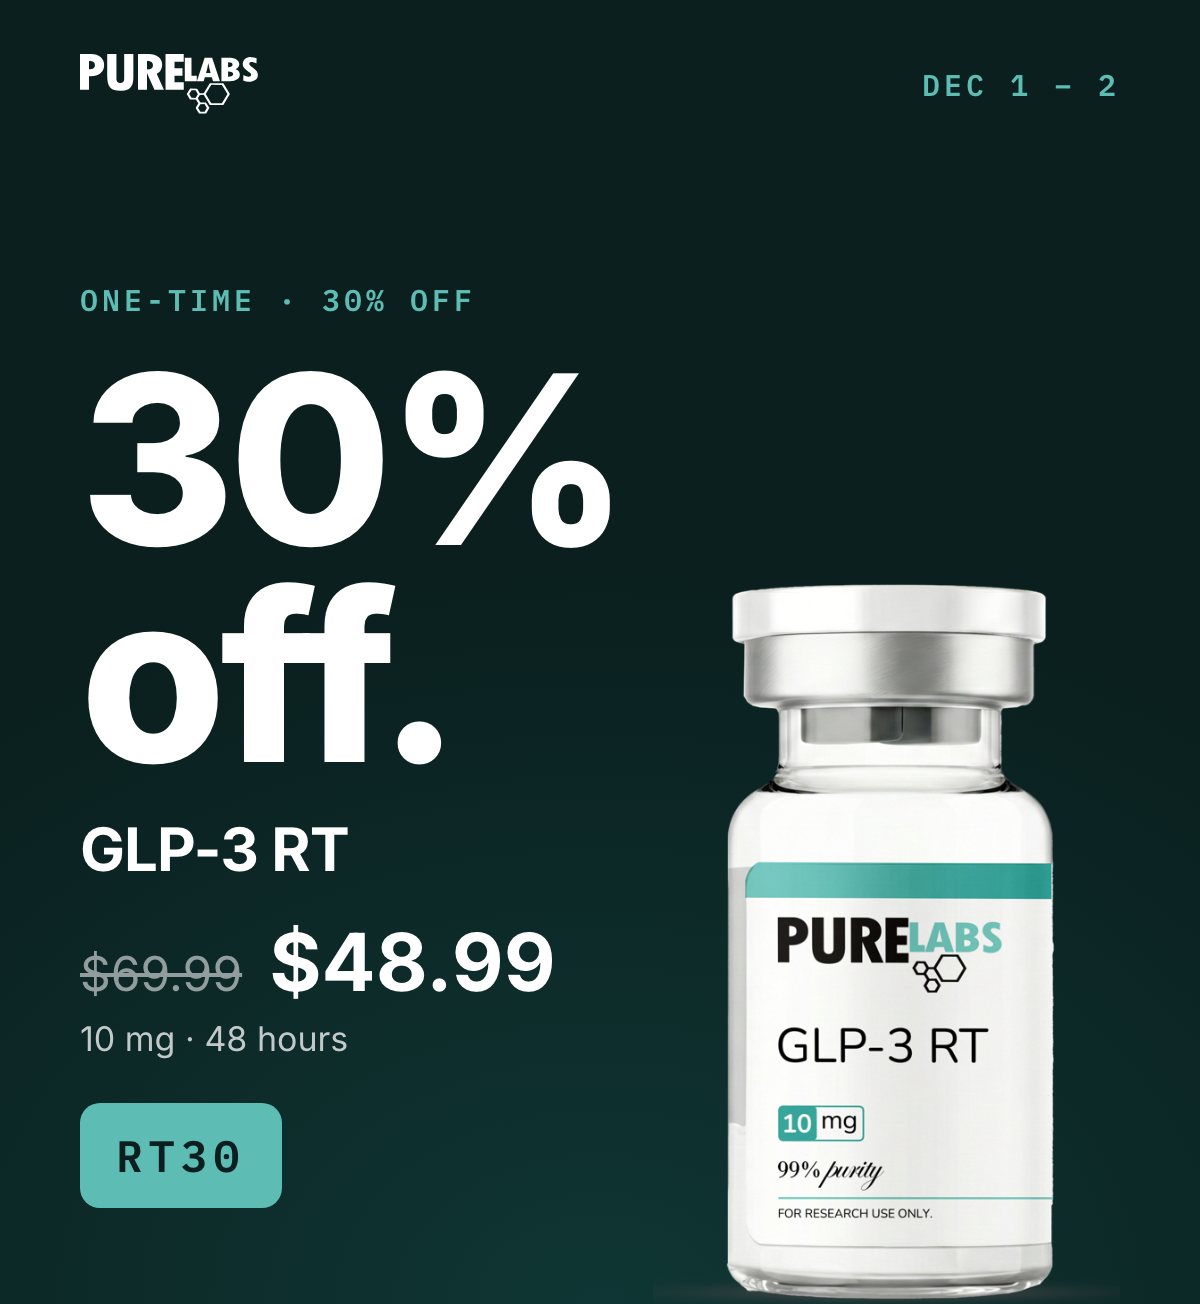 PURELABS
DEC 1 – 2
ONE-TIME · 30% OFF
30%
off.
GLP-3 RT
$69.99 $48.99
10 mg · 48 hours
RT30
PURELABS
GLP-3 RT
10 mg
99% purity
FOR RESEARCH USE ONLY.